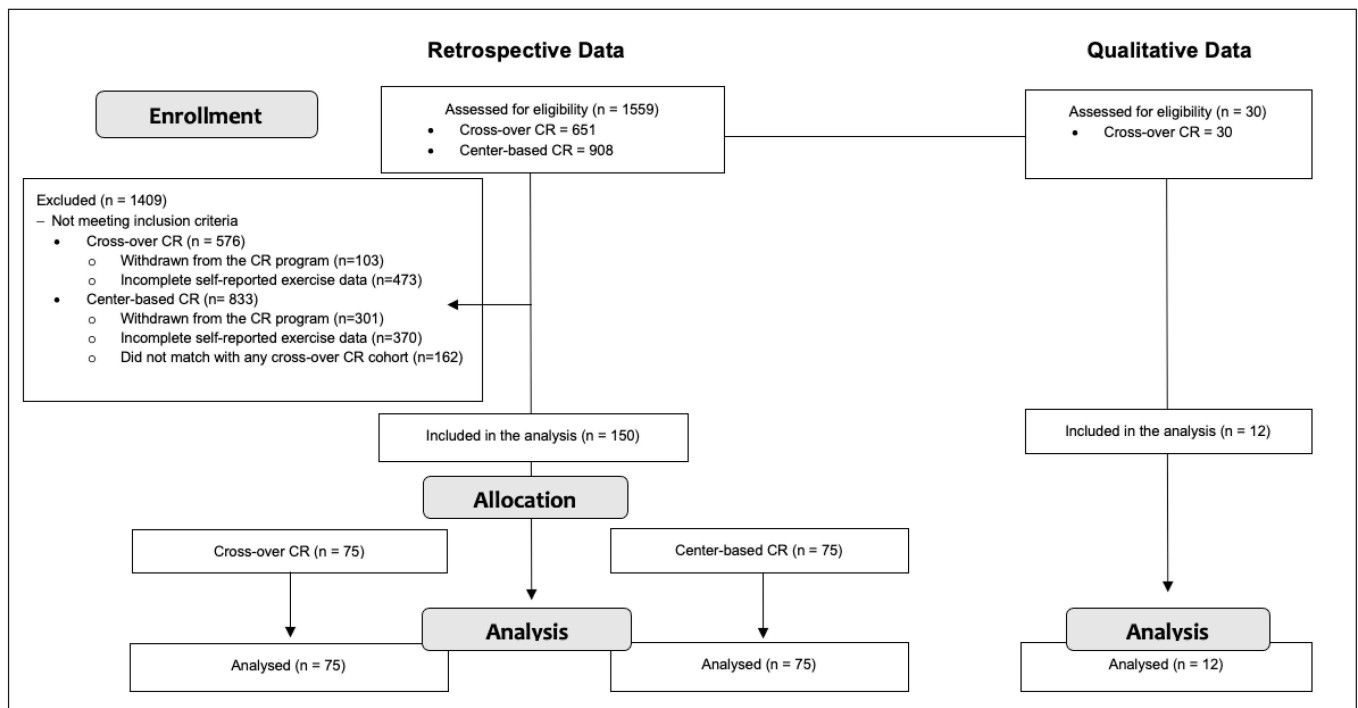 Retrospective Data
Qualitative Data
Enrollment
Assessed for eligibility (n = 1559)
• Cross-over CR = 651
• Center-based CR = 908
Assessed for eligibility (n = 30)
• Cross-over CR = 30
Excluded (n = 1409)
– Not meeting inclusion criteria
• Cross-over CR (n = 576)
o Withdrawn from the CR program (n=103)
o Incomplete self-reported exercise data (n=473)
• Center-based CR (n= 833)
o Withdrawn from the CR program (n=301)
o Incomplete self-reported exercise data (n=370)
o Did not match with any cross-over CR cohort (n=162)
Included in the analysis (n = 150)
Included in the analysis (n = 12)
Allocation
Cross-over CR (n = 75)
Center-based CR (n = 75)
Analysis
Analysis
Analysed (n = 75)
Analysed (n = 75)
Analysed (n = 12)